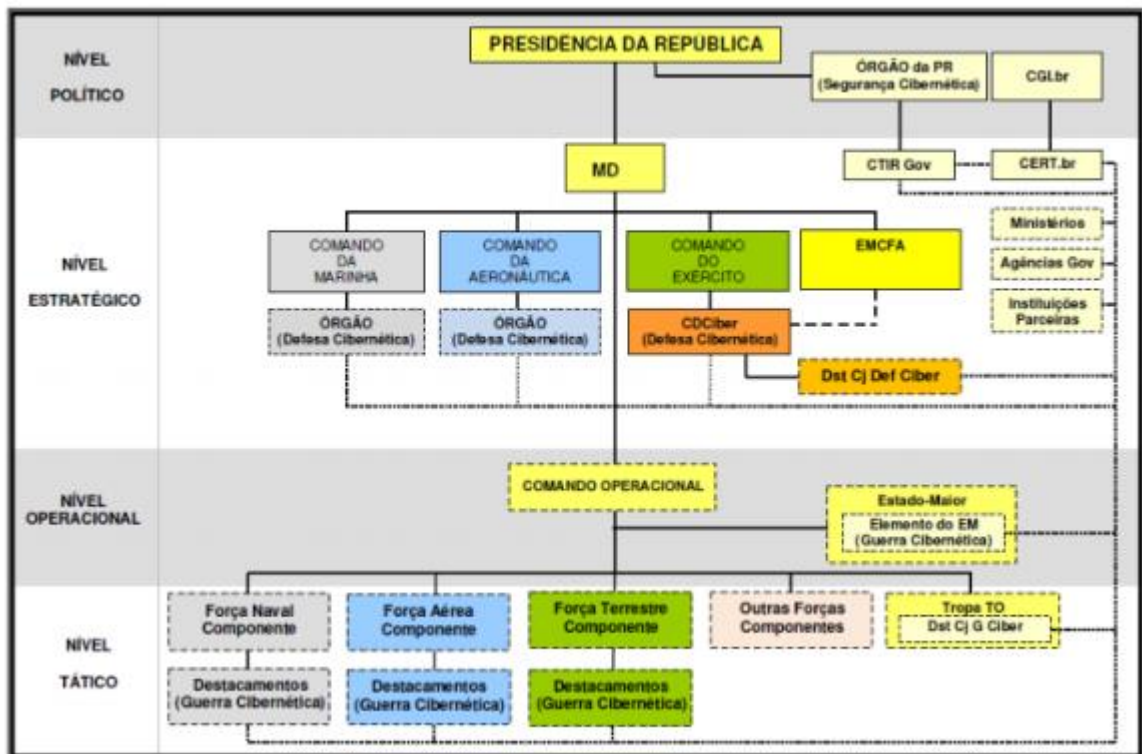 NÍVEL
POLÍTICO
PRESIDÊNCIA DA REPÚBLICA
ÓRGÃO da PR
(Segurança Cibernética)
CGI.br
NÍVEL
ESTRATÉGICO
MD
CTIR Gov
CERT.br
Ministérios
Agências Gov
Instituições
Parceiras
COMANDO
DA
MARINHA
COMANDO
DA
AERONÁUTICA
COMANDO
DO
EXÉRCITO
EMCFA
ÓRGÃO
(Defesa Cibernética)
ÓRGÃO
(Defesa Cibernética)
CDCiber
(Defesa Cibernética)
Dst Cj Def Ciber
NÍVEL
OPERACIONAL
COMANDO OPERACIONAL
Estado-Maior
Elemento do EM
(Guerra Cibernética)
NÍVEL
TÁTICO
Força Naval
Componente
Força Aérea
Componente
Força Terrestre
Componente
Outras Forças
Componentes
Tropa TO
Dst Cj G Ciber
Destacamentos
(Guerra Cibernética)
Destacamentos
(Guerra Cibernética)
Destacamentos
(Guerra Cibernética)